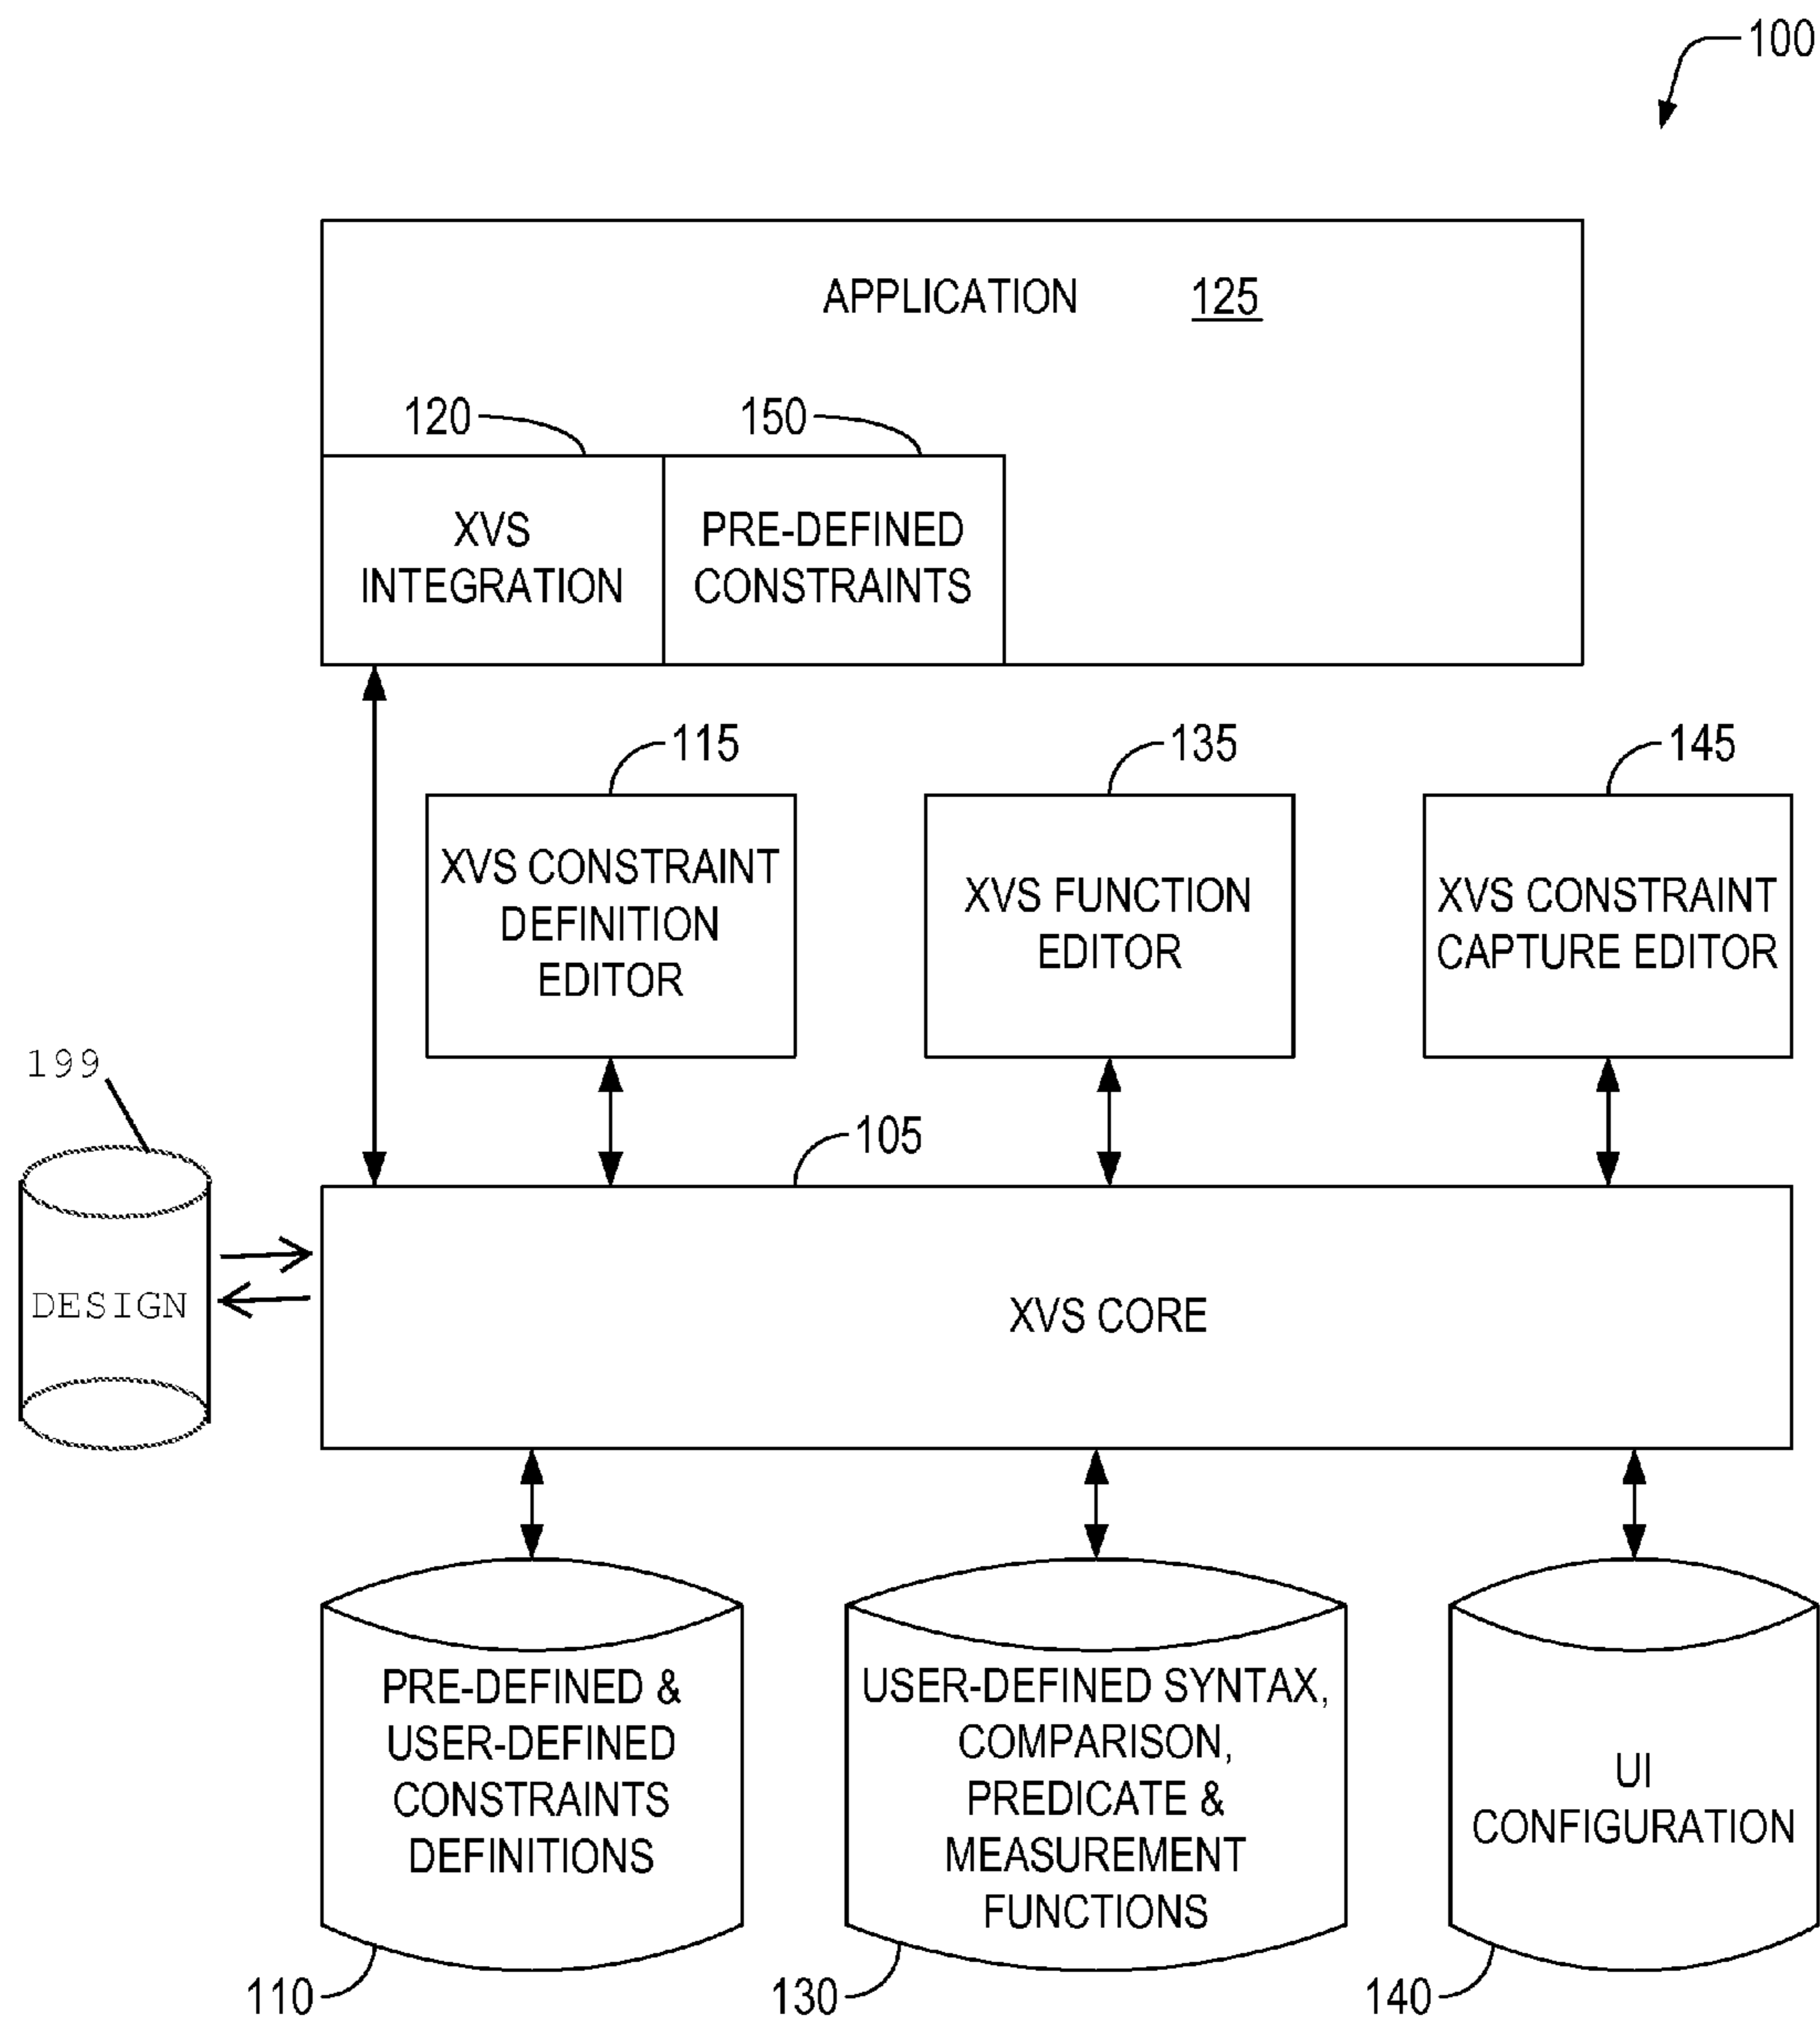 100
APPLICATION 125
120
150
XVS
INTEGRATION
PRE-DEFINED
CONSTRAINTS
115
135
145
XVS CONSTRAINT
DEFINITION
EDITOR
XVS FUNCTION
EDITOR
XVS CONSTRAINT
CAPTURE EDITOR
199
105
DESIGN
XVS CORE
PRE-DEFINED &
USER-DEFINED
CONSTRAINTS
DEFINITIONS
USER-DEFINED SYNTAX,
COMPARISON,
PREDICATE &
MEASUREMENT
FUNCTIONS
UI
CONFIGURATION
110
130
140